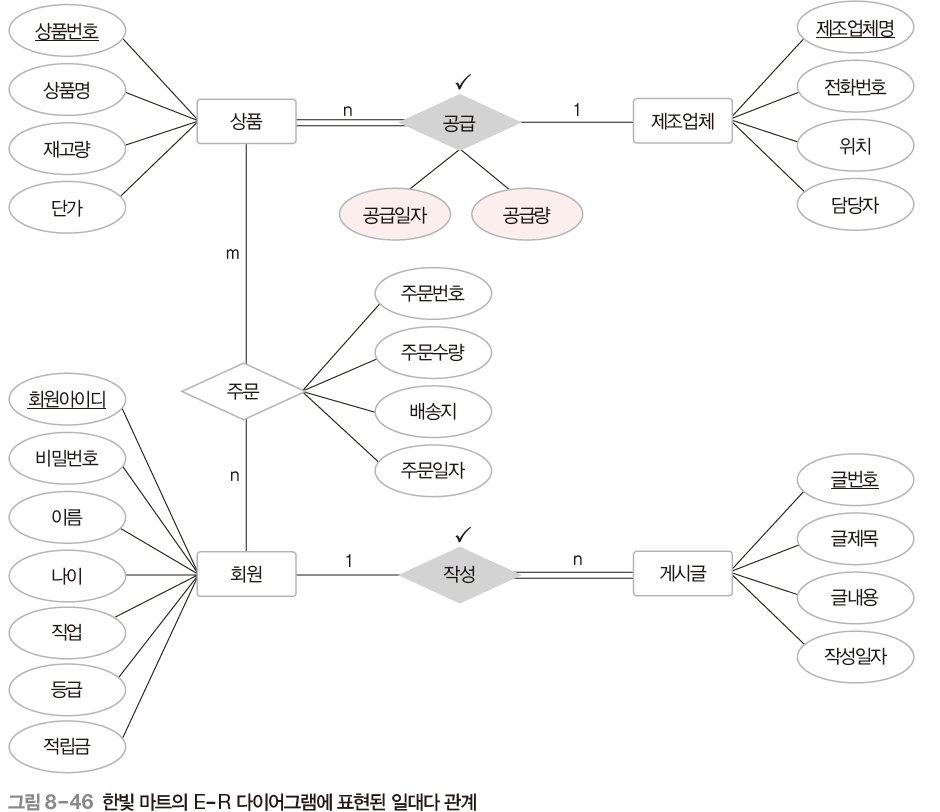 상품번호
상품명
재고량
단가
상품
n
✓
공급
1
제조업체
제조업체명
전화번호
위치
담당자
공급일자
공급량
m
주문
주문번호
주문수량
배송지
주문일자
n
회원아이디
비밀번호
이름
나이
직업
등급
적립금
회원
1
✓
작성
n
게시글
글번호
글제목
글내용
작성일자
그림 8-46 한빛 마트의 E-R 다이어그램에 표현된 일대다 관계